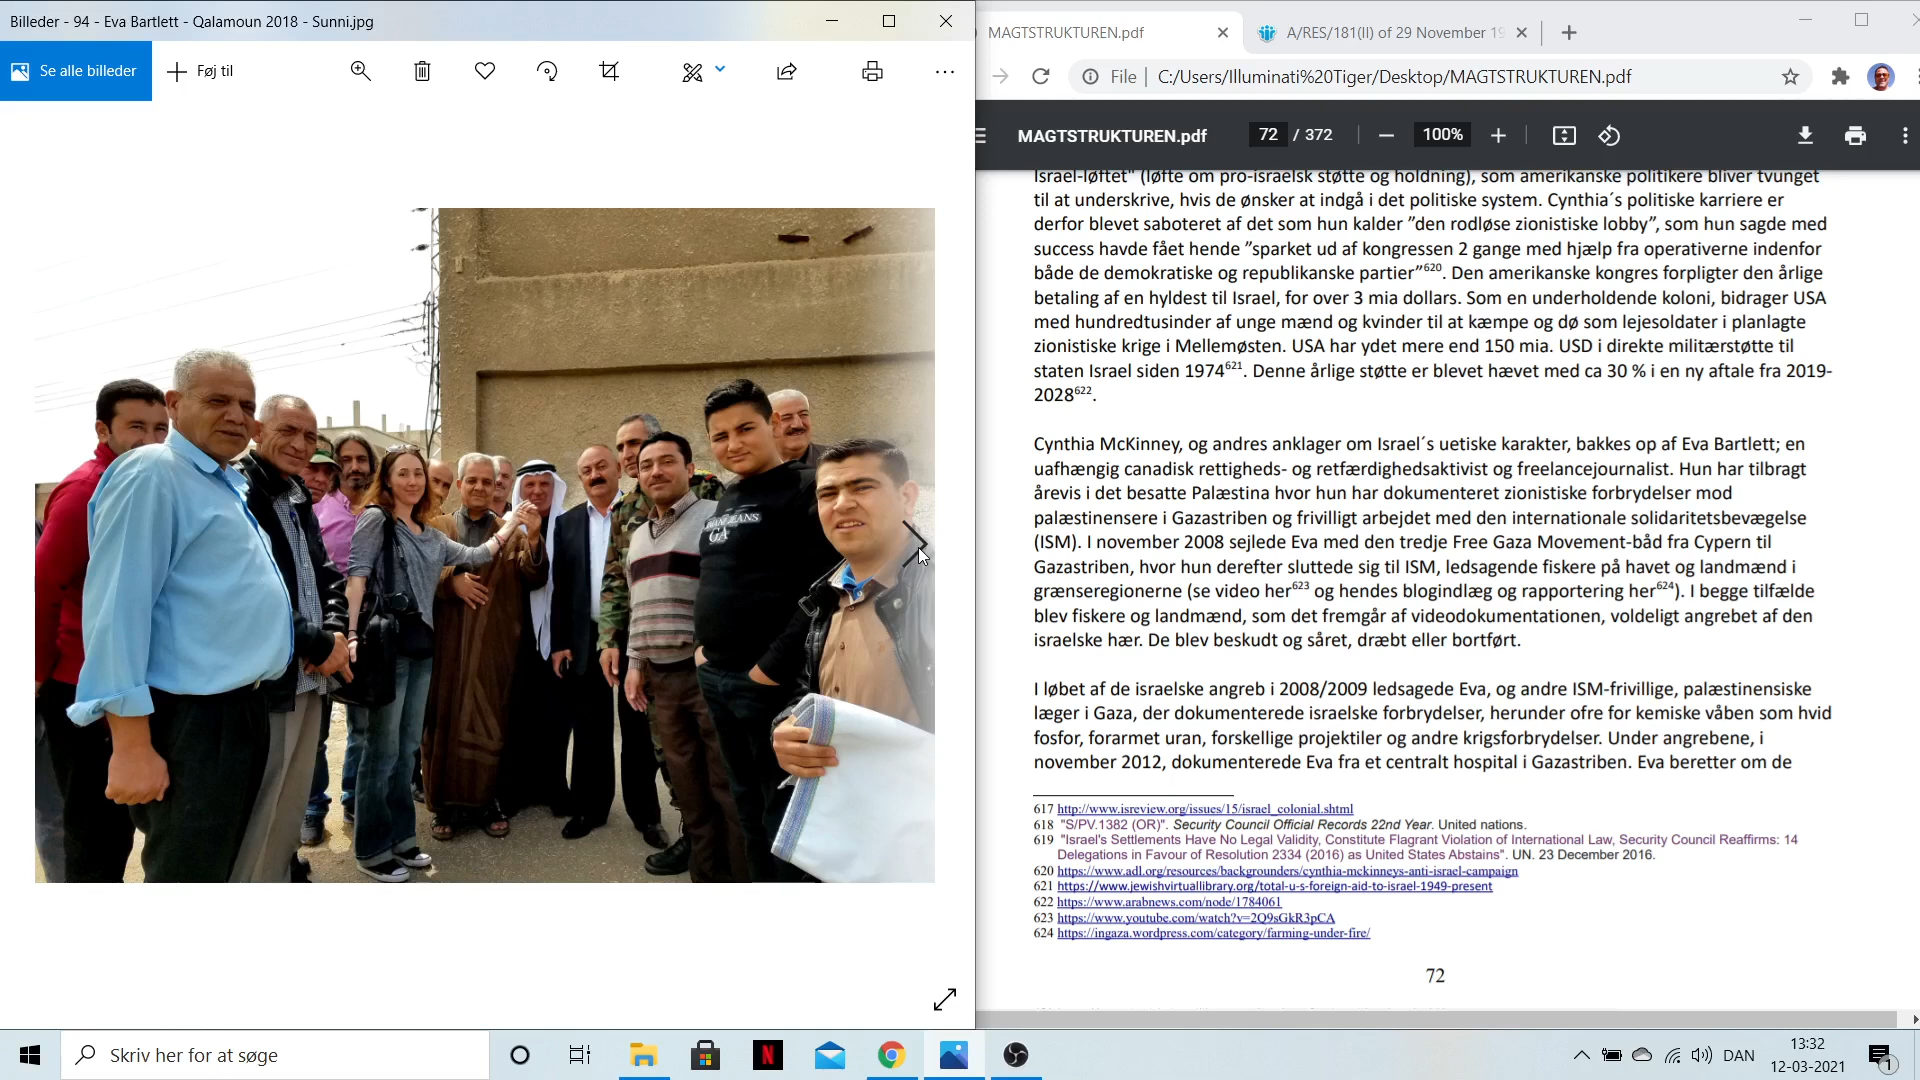 Billeder - 94 - Eva Bartlett - Qalamoun 2018 - Sunni.jpg
Se alle billeder
Føj til
MAGTSTRUKTUREN.pdf
A/RES/181(II) of 29 November 19
File
C:/Users/Illuminati%20Tiger/Desktop/MAGTSTRUKTUREN.pdf
MAGTSTRUKTUREN.pdf
72 / 372
100%
Israel-løftet" (løfte om pro-israelsk støtte og holdning), som amerikanske politikere bliver tvunget
til at underskrive, hvis de ønsker at indgå i det politiske system. Cynthia´s politiske karriere er
derfor blevet saboteret af det som hun kalder ”den rodløse zionistiske lobby”, som hun sagde med
success havde fået hende ”sparket ud af kongressen 2 gange med hjælp fra operativerne indenfor
både de demokratiske og republikanske partier”620. Den amerikanske kongres forpligter den årlige
betaling af en hyldest til Israel, for over 3 mia dollars. Som en underholdende koloni, bidrager USA
med hundredtusinder af unge mænd og kvinder til at kæmpe og dø som lejesoldater i planlagte
zionistiske krige i Mellemøsten. USA har ydet mere end 150 mia. USD i direkte militærstøtte til
staten Israel siden 1974621. Denne årlige støtte er blevet hævet med ca 30 % i en ny aftale fra 2019-
2028622.
Cynthia McKinney, og andres anklager om Israel´s uetiske karakter, bakkes op af Eva Bartlett; en
uafhængig canadisk rettigheds- og retfærdighedsaktivist og freelancejournalist. Hun har tilbragt
årevis i det besatte Palæstina hvor hun har dokumenteret zionistiske forbrydelser mod
palæstinensere i Gazastriben og frivilligt arbejdet med den internationale solidaritetsbevægelse
(ISM). I november 2008 sejlede Eva med den tredje Free Gaza Movement-båd fra Cypern til
Gazastriben, hvor hun derefter sluttede sig til ISM, ledsagende fiskere på havet og landmænd i
grænseregionerne (se video her623 og hendes blogindlæg og rapportering her624). I begge tilfælde
blev fiskere og landmænd, som det fremgår af videodokumentationen, voldeligt angrebet af den
israelske hær. De blev beskudt og såret, dræbt eller bortført.
I løbet af de israelske angreb i 2008/2009 ledsagede Eva, og andre ISM-frivillige, palæstinensiske
læger i Gaza, der dokumenterede israelske forbrydelser, herunder ofre for kemiske våben som hvid
fosfor, forarmet uran, forskellige projektiler og andre krigsforbrydelser. Under angrebene, i
november 2012, dokumenterede Eva fra et centralt hospital i Gazastriben. Eva beretter om de
617 http://www.isreview.org/issues/15/israel_colonial.shtml
618 "S/PV.1382 (OR)". Security Council Official Records 22nd Year. United nations.
619 "Israel's Settlements Have No Legal Validity, Constitute Flagrant Violation of International Law, Security Council Reaffirms: 14
Delegations in Favour of Resolution 2334 (2016) as United States Abstains". UN. 23 December 2016.
620 https://www.adl.org/resources/backgrounders/cynthia-mckinneys-anti-israel-campaign
621 https://www.jewishvirtuallibrary.org/total-u-s-foreign-aid-to-israel-1949-present
622 https://www.arabnews.com/node/1784061
623 https://www.youtube.com/watch?v=2Q9sGkR3pCA
624 https://ingaza.wordpress.com/category/farming-under-fire/
72
Skriv her for at søge
DAN
13:32
12-03-2021
1